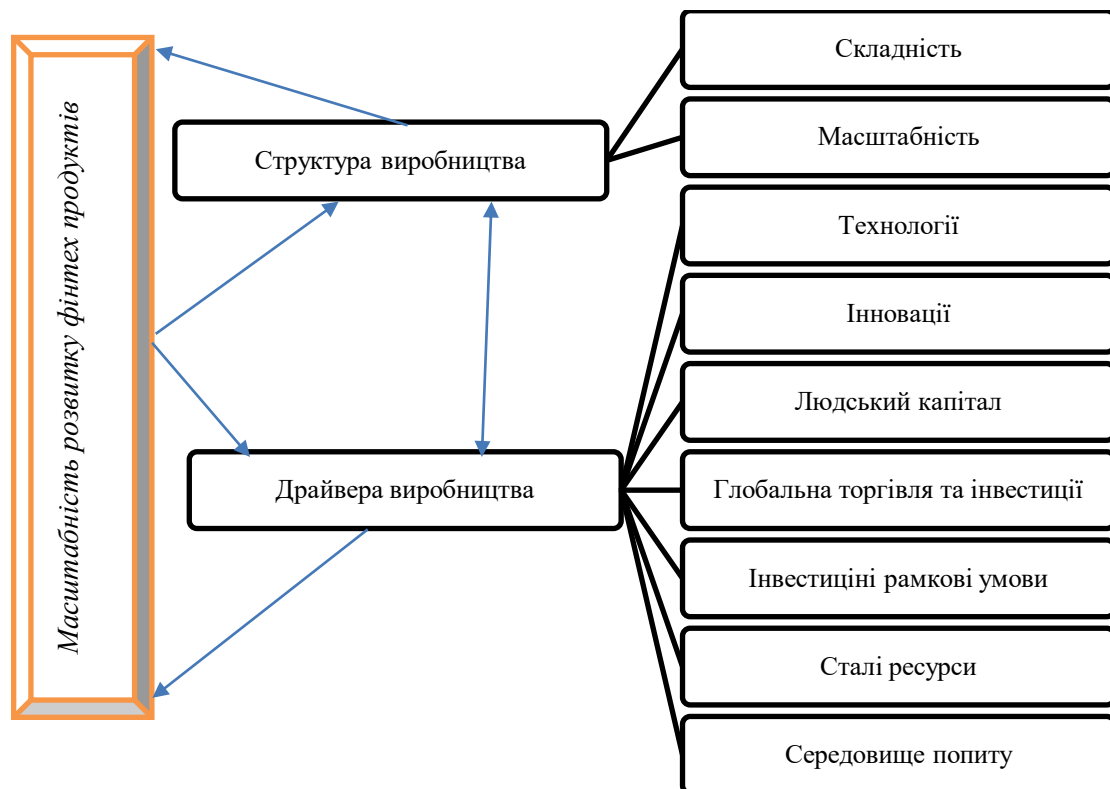 Масштабність розвитку фінтех продуктів
Структура виробництва
Складність
Масштабність
Драйвера виробництва
Технології
Інновації
Людський капітал
Глобальна торгівля та інвестиції
Інвестиціні рамкові умови
Сталі ресурси
Середовище попиту